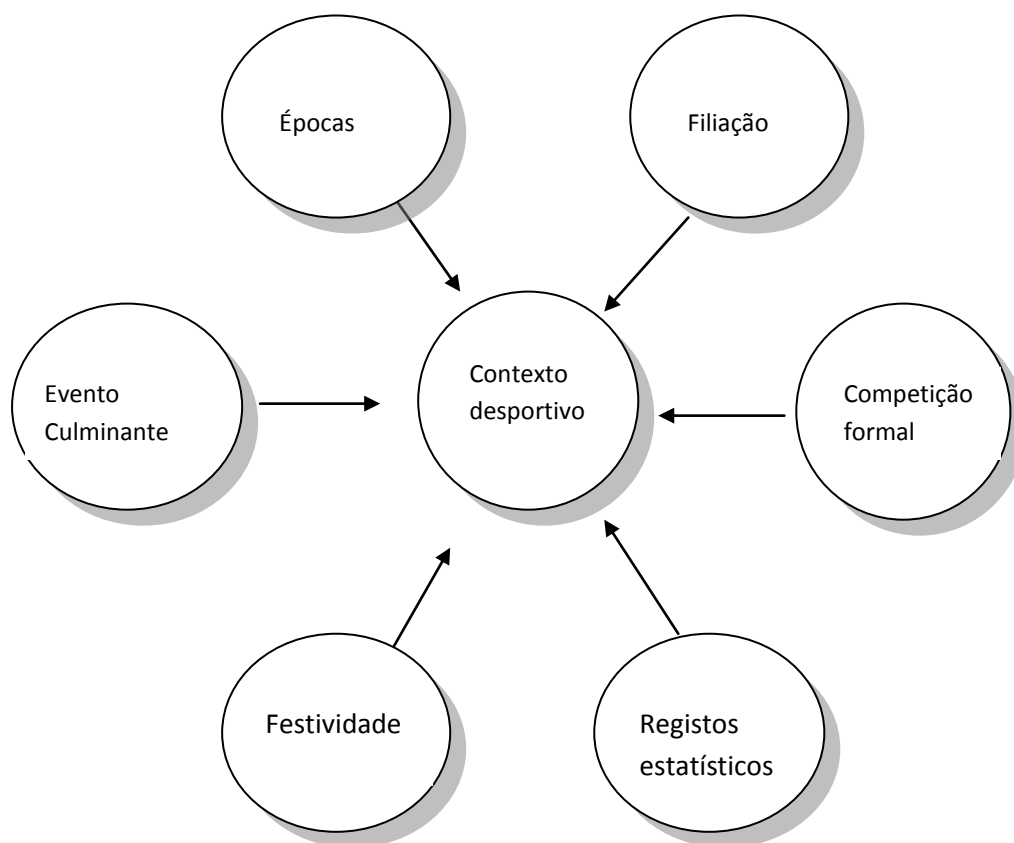 Épocas
Filiação
Contexto
desportivo
Evento
Culminante
Competição
formal
Festividade
Registos
estatísticos